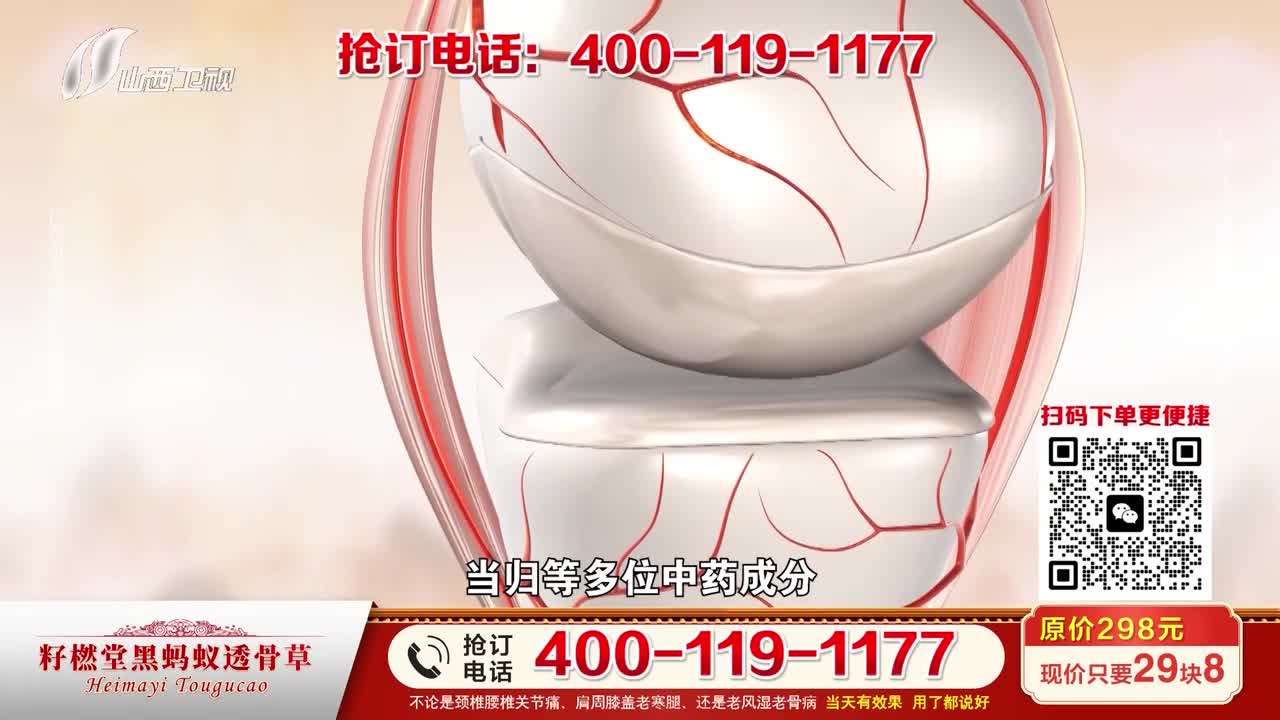 山西卫视
抢订电话：400-119-1177
扫码下单更便捷
当归等多位中药成分
籽燃堂黑蚂蚁透骨草
Heimayi Tougucao
抢订电话 400-119-1177
不论是颈椎腰椎关节痛、肩周膝盖老寒腿、还是老风湿老骨病 当天有效果 用了都说好
原价298元
现价只要29块8